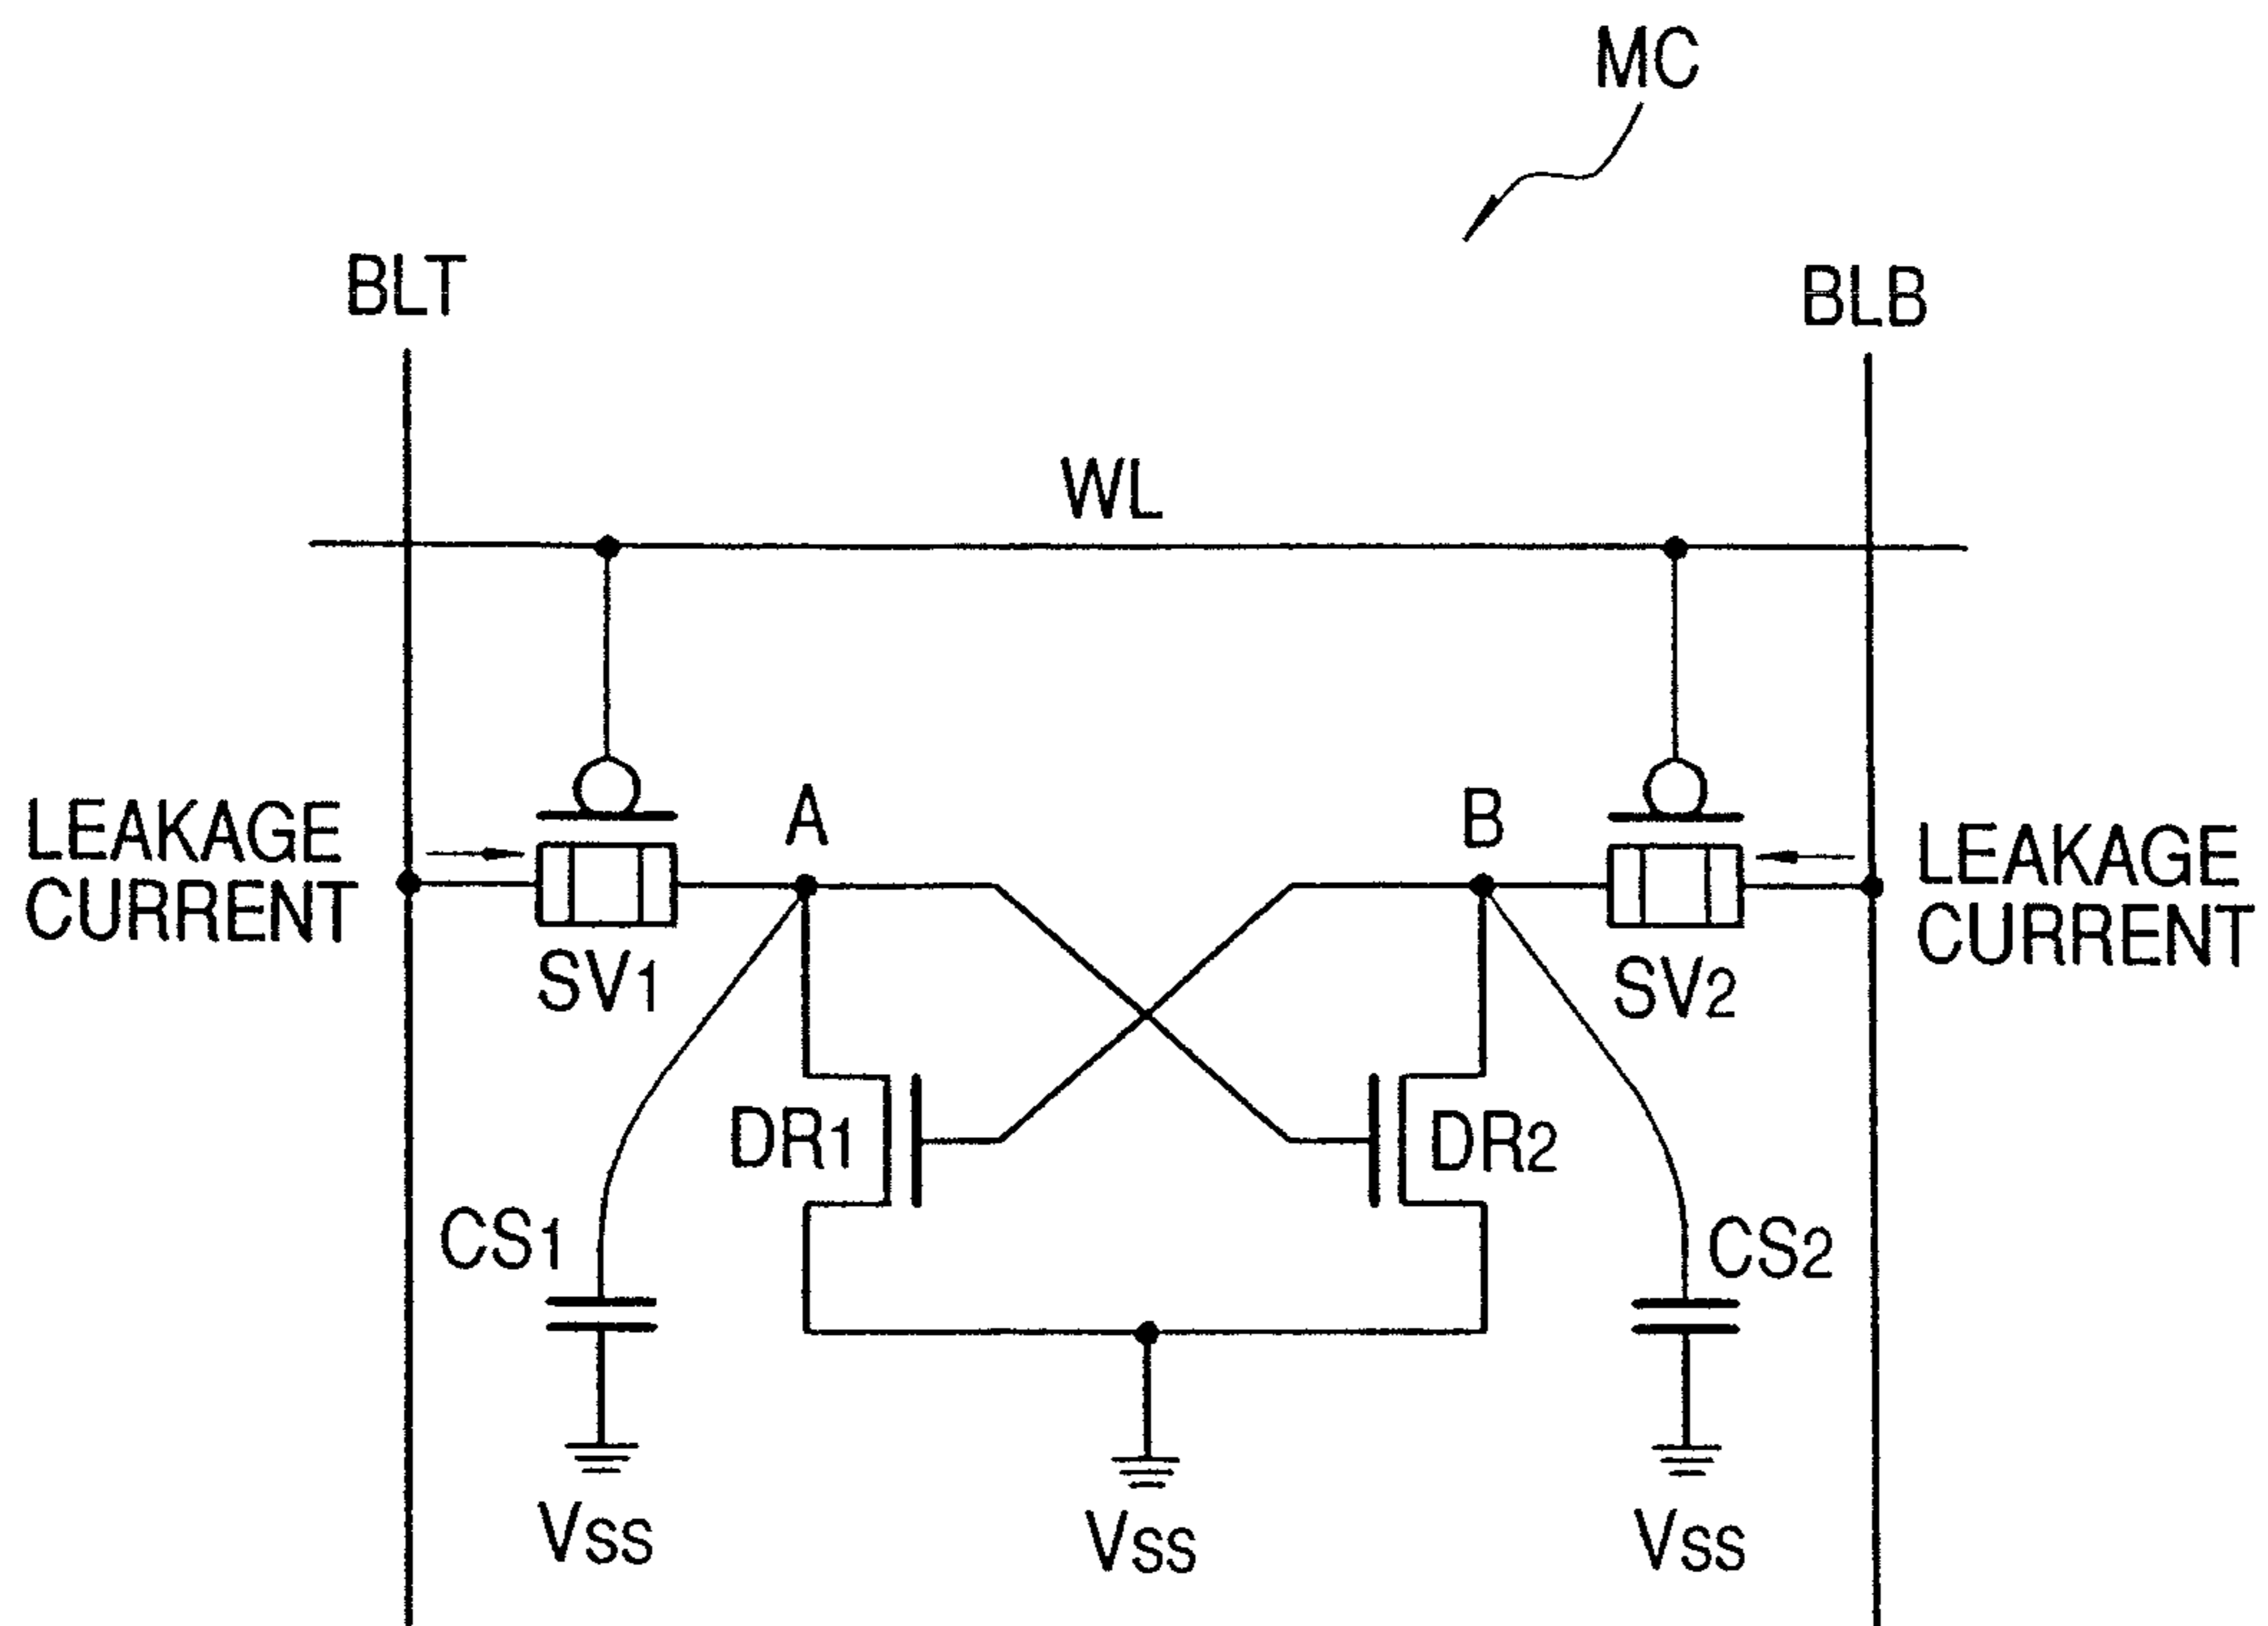 MC
BLT
BLB
WL
A
B
LEAKAGE
CURRENT
LEAKAGE
CURRENT
SV1
SV2
DR1
DR2
CS1
CS2
VSS
VSS
VSS